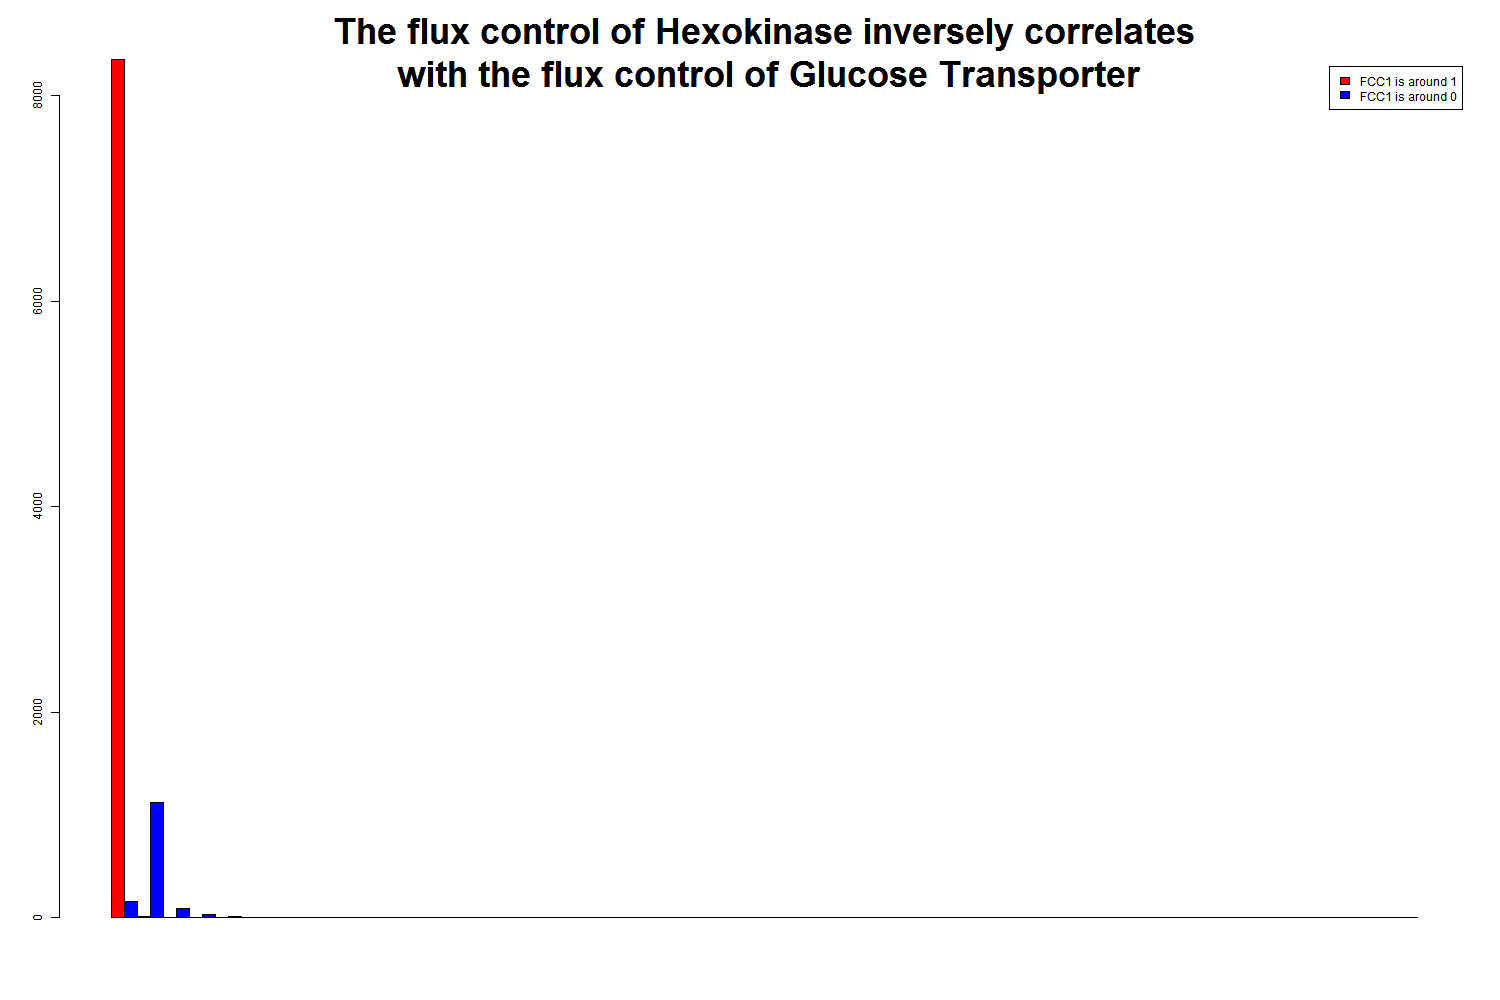 The flux control of Hexokinase inversely correlates
with the flux control of Glucose Transporter
FCC1 is around 1
FCC1 is around 0
8000
6000
4000
2000
0